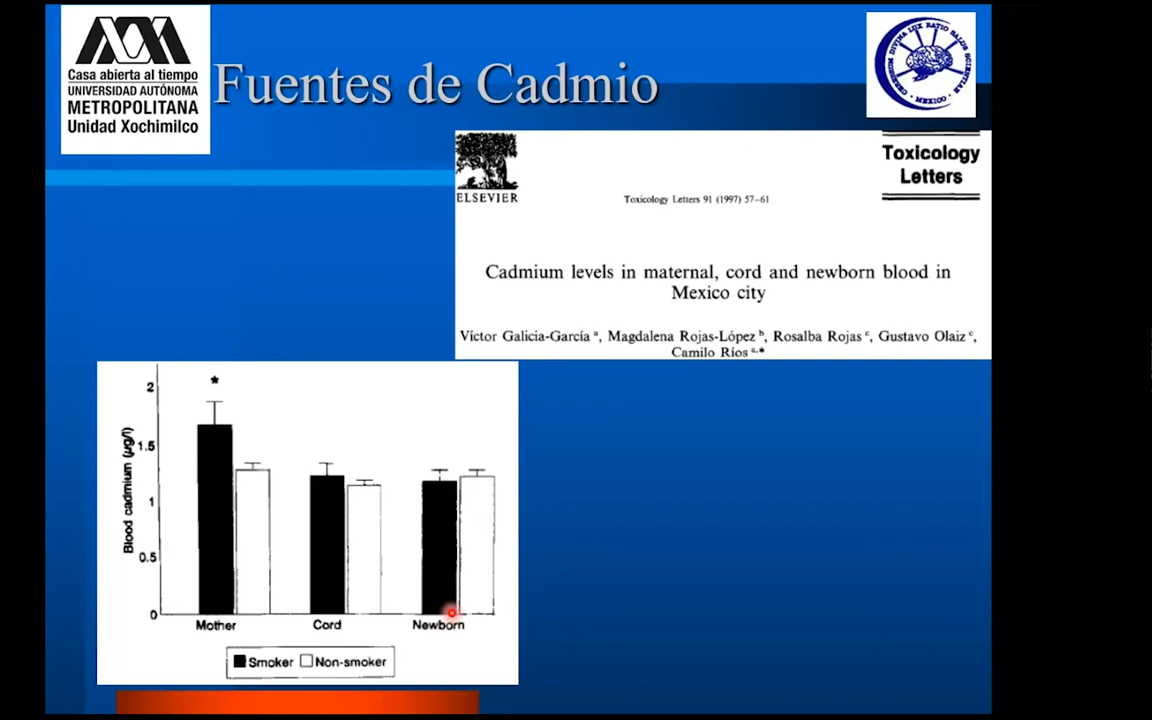 Casa abierta al tiempo
UNIVERSIDAD AUTÓNOMA
METROPOLITANA
Unidad Xochimilco
Fuentes de Cadmio
MEXICO
ELSEVIER
Toxicology Letters 91 (1997) 57–61
Toxicology
Letters
Cadmium levels in maternal, cord and newborn blood in
Mexico city
Víctor Galicia-García ᵃ, Magdalena Rojas-López ᵇ, Rosalba Rojas ᶜ, Gustavo Olaiz ᶜ,
Camilo Ríos ᵃ,*
*
Blood cadmium (µg/l)
2
1.5
1
0.5
0
Mother
Cord
Newborn
Smoker Non-smoker